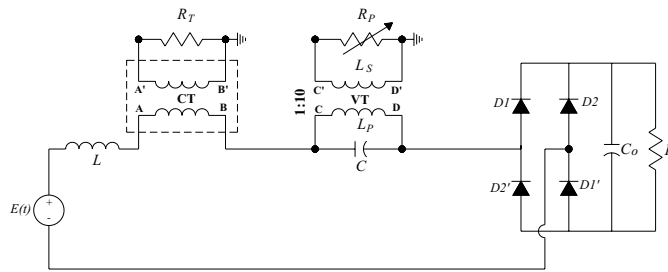 R_T
R_P
A' B'
CT
A B
L_S
C' D'
VT
C D
1:10
L_P
C
L
E(t)
+
-
D1
D2
D2'
D1'
C_o